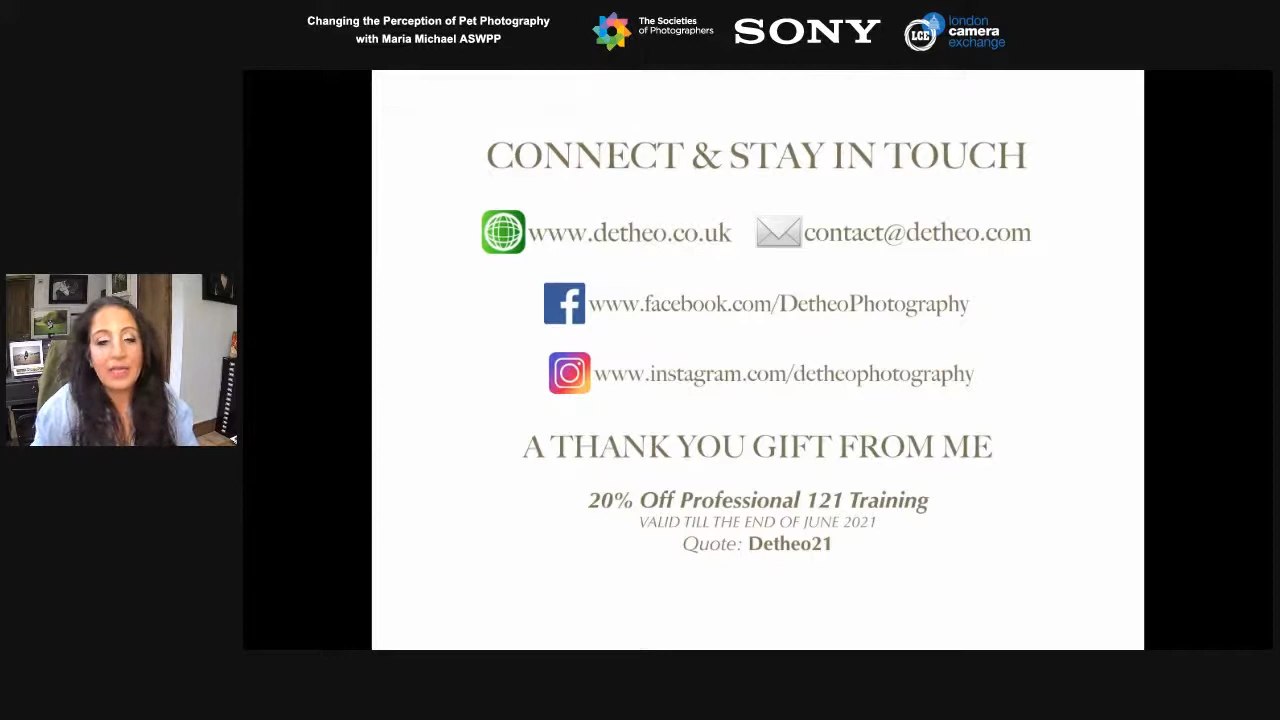 Changing the Perception of Pet Photography
with Maria Michael ASWPP
The Societies
of Photographers
SONY
LCE
london
camera
exchange
CONNECT & STAY IN TOUCH
www.detheo.co.uk
contact@detheo.com
www.facebook.com/DetheoPhotography
www.instagram.com/detheophotography
A THANK YOU GIFT FROM ME
20% Off Professional 121 Training
VALID TILL THE END OF JUNE 2021
Quote: Detheo21